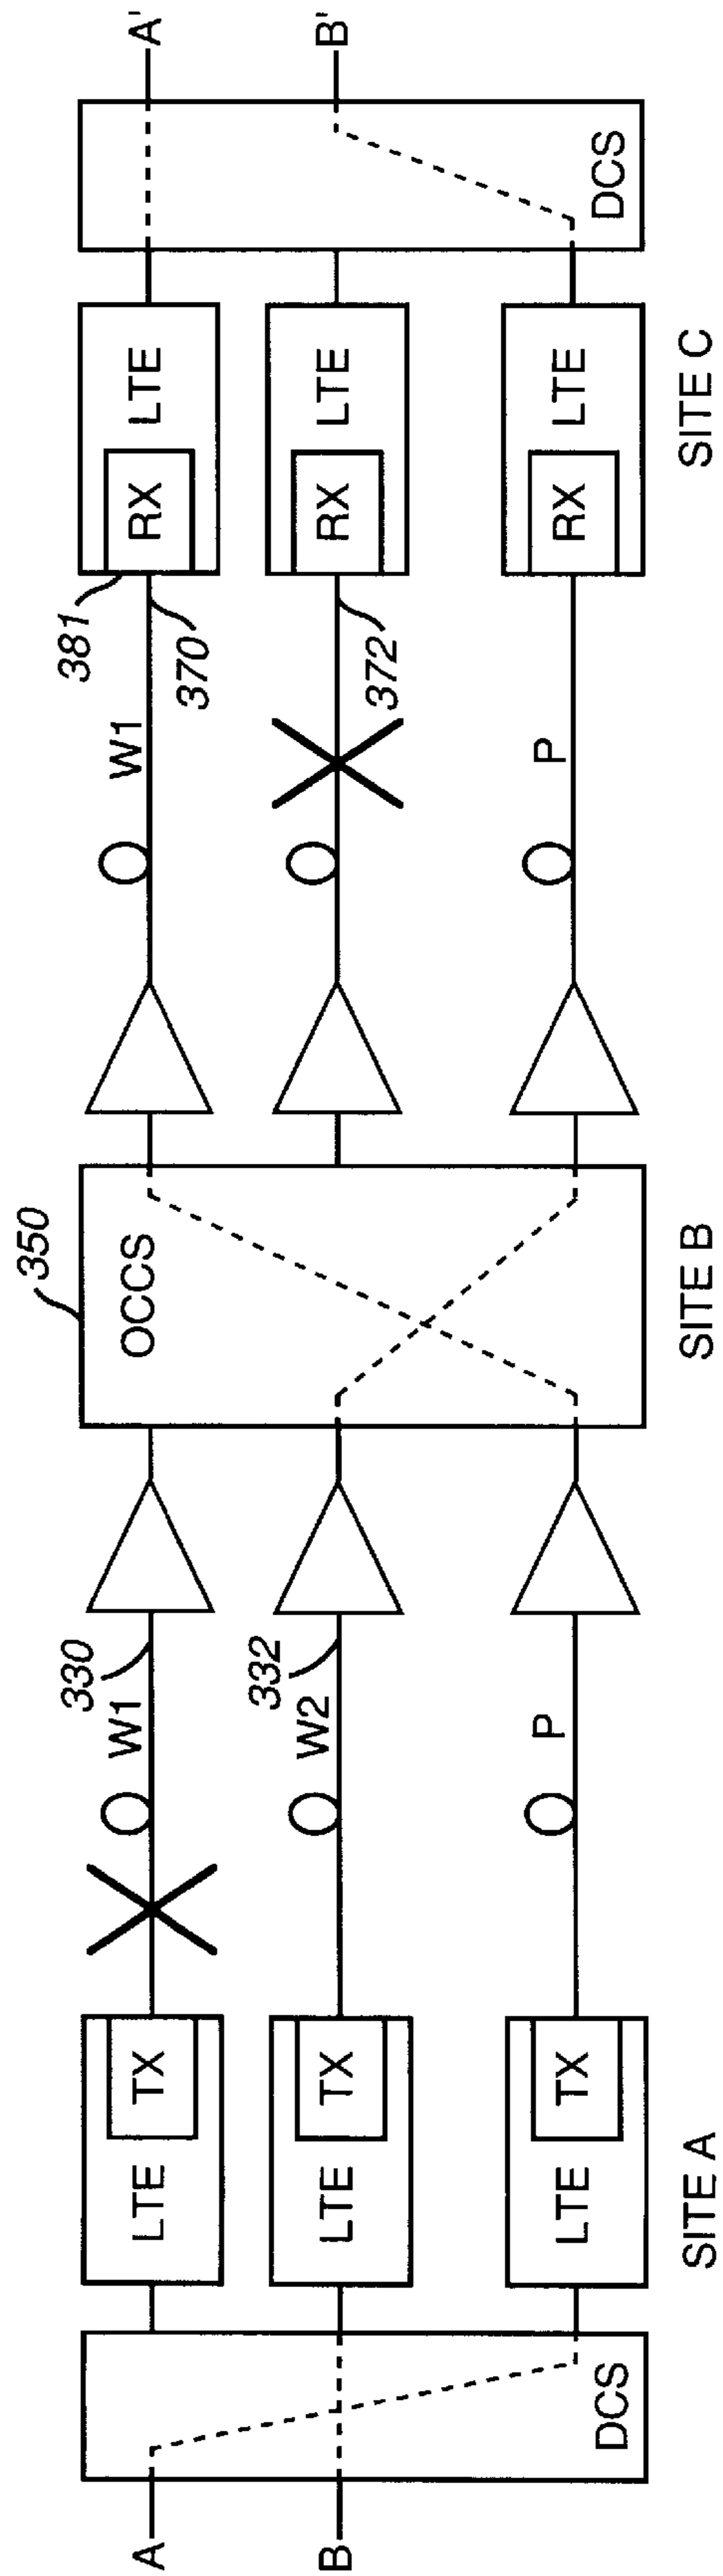 A
B
DCS
LTE
TX
LTE
TX
LTE
TX
SITE A
W1
330
W2
332
P
350
OCCS
SITE B
W1
381
370
372
P
RX
LTE
RX
LTE
RX
LTE
SITE C
DCS
A'
B'